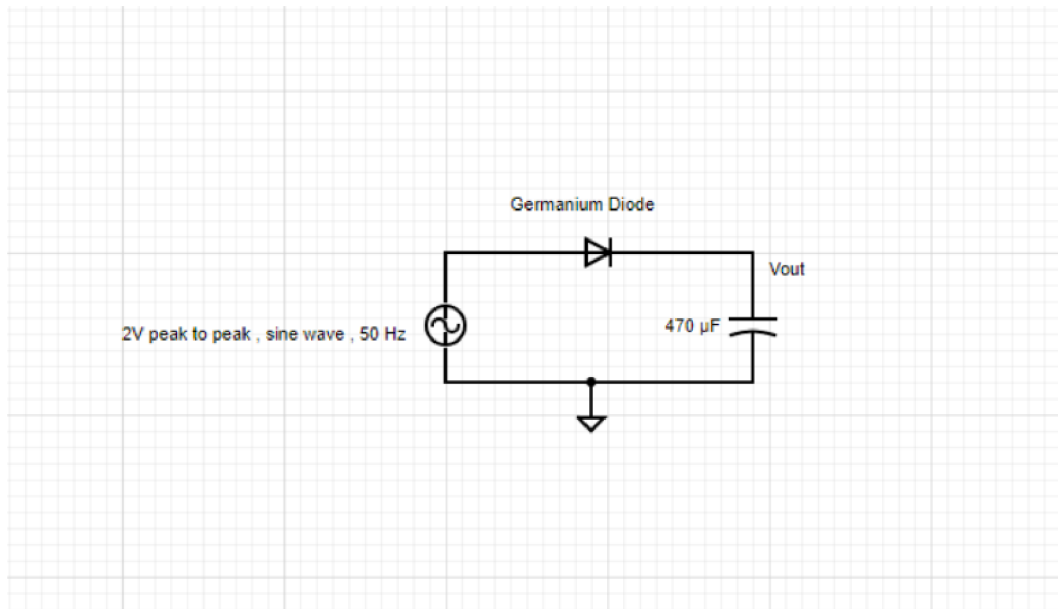 Germanium Diode
Vout
2V peak to peak , sine wave , 50 Hz
470 µF